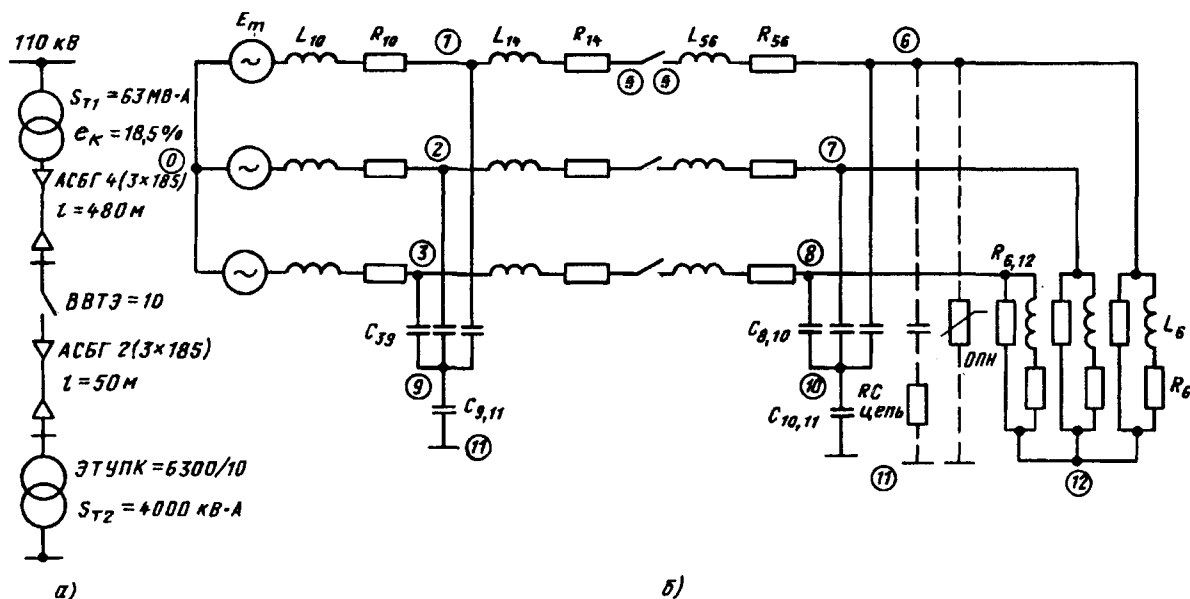 110 кВ
S_T1 = 63 МВ·А
e_к = 18,5%
АСБГ 4(3×185)
l = 480 м
ВВТЭ = 10
АСБГ 2(3×185)
l = 50 м
ЭТУПК = 6300/10
S_T2 = 4000 кВ·А
а)
E_m
L_10
R_10
1
L_14
R_14
5
5
L_56
R_56
6
0
2
7
3
8
C_39
9
C_9,11
11
C_8,10
10
C_10,11
RC
цепь
11
ОПН
R_6,12
L_6
R_6
12
б)